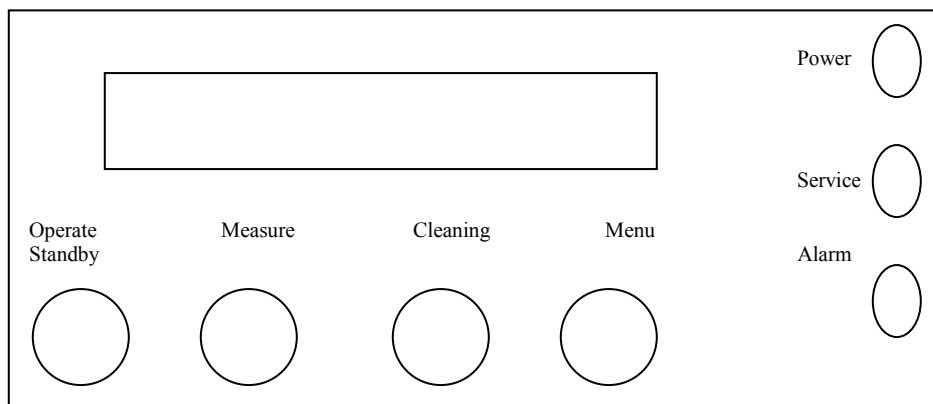 Power
Service
Operate
Standby
Measure
Cleaning
Menu
Alarm